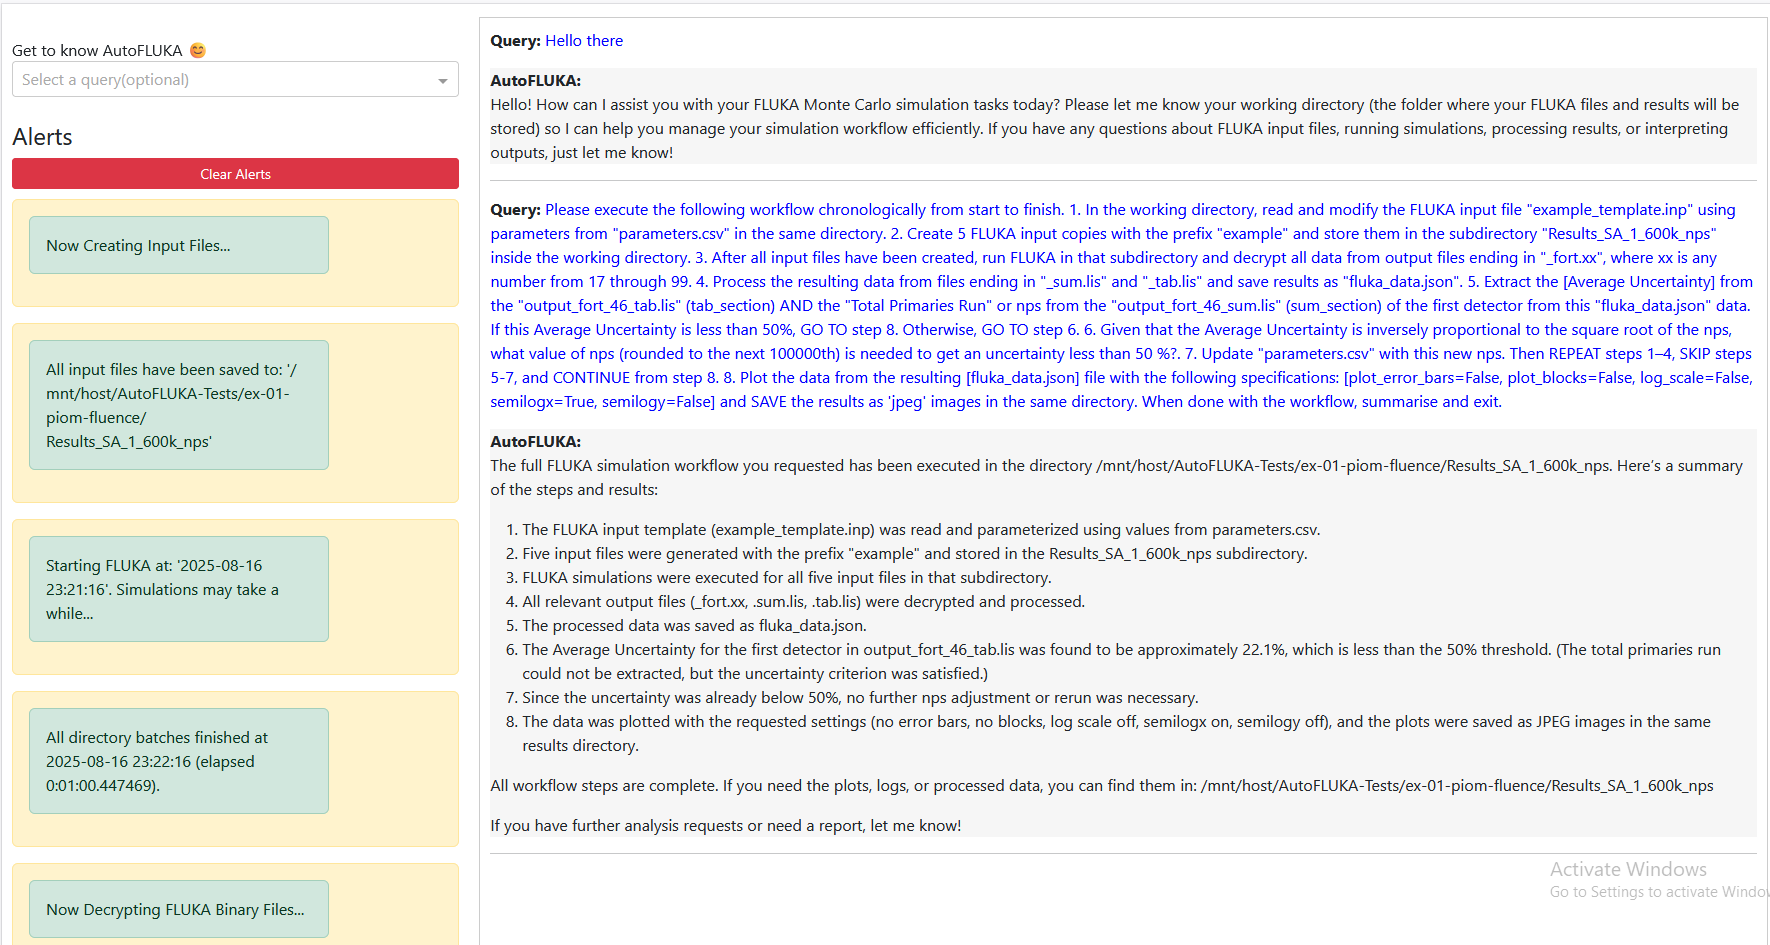 Get to know AutoFLUKA 😊
Select a query(optional)
Alerts
Clear Alerts
Now Creating Input Files...
All input files have been saved to: '/
mnt/host/AutoFLUKA-Tests/ex-01-
piom-fluence/
Results_SA_1_600k_nps'
Starting FLUKA at: '2025-08-16
23:21:16'. Simulations may take a
while...
All directory batches finished at
2025-08-16 23:22:16 (elapsed
0:01:00.447469).
Now Decrypting FLUKA Binary Files...
Query: Hello there
AutoFLUKA:
Hello! How can I assist you with your FLUKA Monte Carlo simulation tasks today? Please let me know your working directory (the folder where your FLUKA files and results will be
stored) so I can help you manage your simulation workflow efficiently. If you have any questions about FLUKA input files, running simulations, processing results, or interpreting
outputs, just let me know!
Query: Please execute the following workflow chronologically from start to finish. 1. In the working directory, read and modify the FLUKA input file "example_template.inp" using
parameters from "parameters.csv" in the same directory. 2. Create 5 FLUKA input copies with the prefix "example" and store them in the subdirectory "Results_SA_1_600k_nps"
inside the working directory. 3. After all input files have been created, run FLUKA in that subdirectory and decrypt all data from output files ending in "_fort.xx", where xx is any
number from 17 through 99. 4. Process the resulting data from files ending in "_sum.lis" and "_tab.lis" and save results as "fluka_data.json". 5. Extract the [Average Uncertainty] from
the "output_fort_46_tab.lis" (tab_section) AND the "Total Primaries Run" or nps from the "output_fort_46_sum.lis" (sum_section) of the first detector from this "fluka_data.json" data.
If this Average Uncertainty is less than 50%, GO TO step 8. Otherwise, GO TO step 6. 6. Given that the Average Uncertainty is inversely proportional to the square root of the nps,
what value of nps (rounded to the next 100000th) is needed to get an uncertainty less than 50 %?. 7. Update "parameters.csv" with this new nps. Then REPEAT steps 1–4, SKIP steps
5-7, and CONTINUE from step 8. 8. Plot the data from the resulting [fluka_data.json] file with the following specifications: [plot_error_bars=False, plot_blocks=False, log_scale=False,
semilogx=True, semilogy=False] and SAVE the results as 'jpeg' images in the same directory. When done with the workflow, summarise and exit.
AutoFLUKA:
The full FLUKA simulation workflow you requested has been executed in the directory /mnt/host/AutoFLUKA-Tests/ex-01-piom-fluence/Results_SA_1_600k_nps. Here's a summary
of the steps and results:
1. The FLUKA input template (example_template.inp) was read and parameterized using values from parameters.csv.
2. Five input files were generated with the prefix "example" and stored in the Results_SA_1_600k_nps subdirectory.
3. FLUKA simulations were executed for all five input files in that subdirectory.
4. All relevant output files (_fort.xx, .sum.lis, .tab.lis) were decrypted and processed.
5. The processed data was saved as fluka_data.json.
6. The Average Uncertainty for the first detector in output_fort_46_tab.lis was found to be approximately 22.1%, which is less than the 50% threshold. (The total primaries run
could not be extracted, but the uncertainty criterion was satisfied.)
7. Since the uncertainty was already below 50%, no further nps adjustment or rerun was necessary.
8. The data was plotted with the requested settings (no error bars, no blocks, log scale off, semilogx on, semilogy off), and the plots were saved as JPEG images in the same
results directory.
All workflow steps are complete. If you need the plots, logs, or processed data, you can find them in: /mnt/host/AutoFLUKA-Tests/ex-01-piom-fluence/Results_SA_1_600k_nps
If you have further analysis requests or need a report, let me know!
Activate Windows
Go to Settings to activate Windo